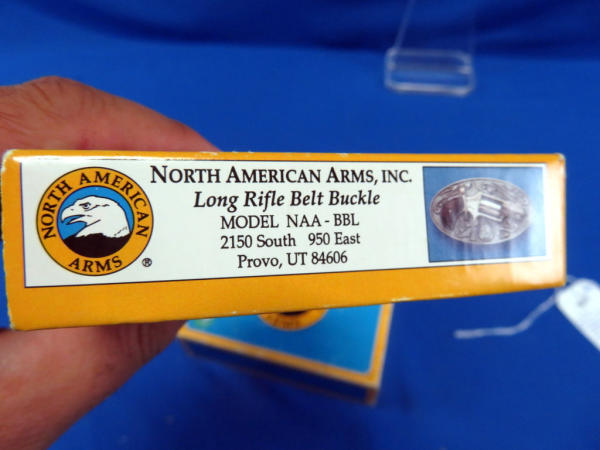 NORTH AMERICAN
ARMS
®
NORTH AMERICAN ARMS, INC.
Long Rifle Belt Buckle
MODEL NAA - BBL
2150 South 950 East
Provo, UT 84606